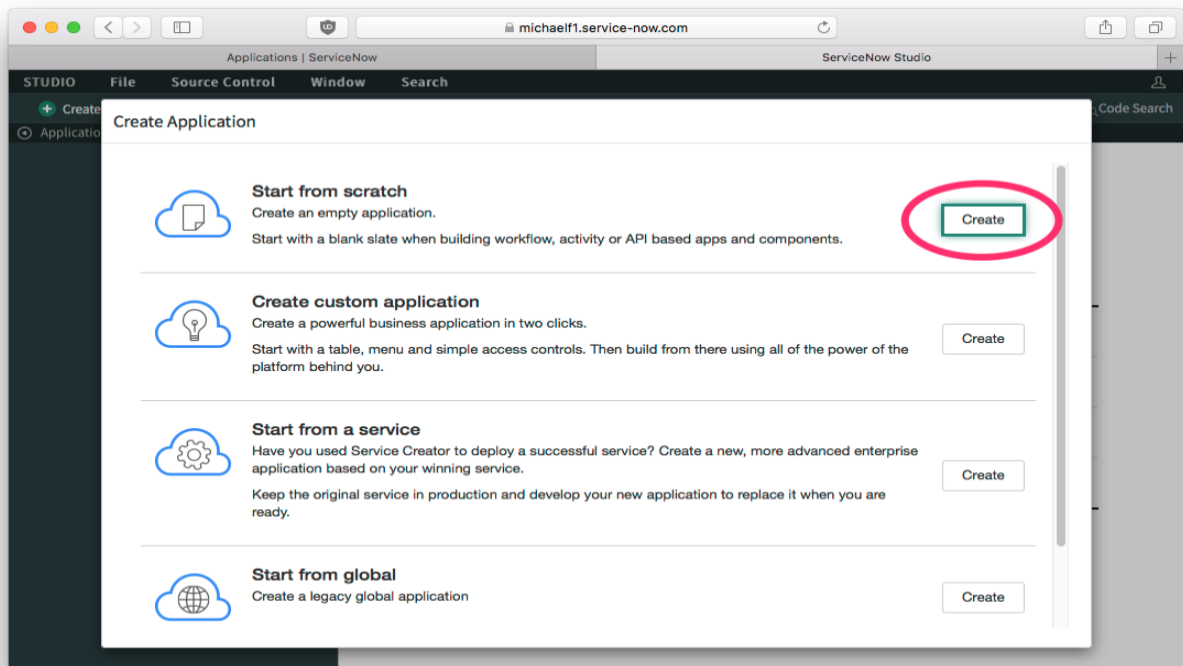 michaelf1.service-now.com
Applications | ServiceNow
ServiceNow Studio
STUDIO File Source Control Window Search
Create
Code Search
Applicatio
Create Application
Start from scratch
Create an empty application.
Start with a blank slate when building workflow, activity or API based apps and components.
Create
Create custom application
Create a powerful business application in two clicks.
Start with a table, menu and simple access controls. Then build from there using all of the power of the
platform behind you.
Create
Start from a service
Have you used Service Creator to deploy a successful service? Create a new, more advanced enterprise
application based on your winning service.
Keep the original service in production and develop your new application to replace it when you are
ready.
Create
Start from global
Create a legacy global application
Create